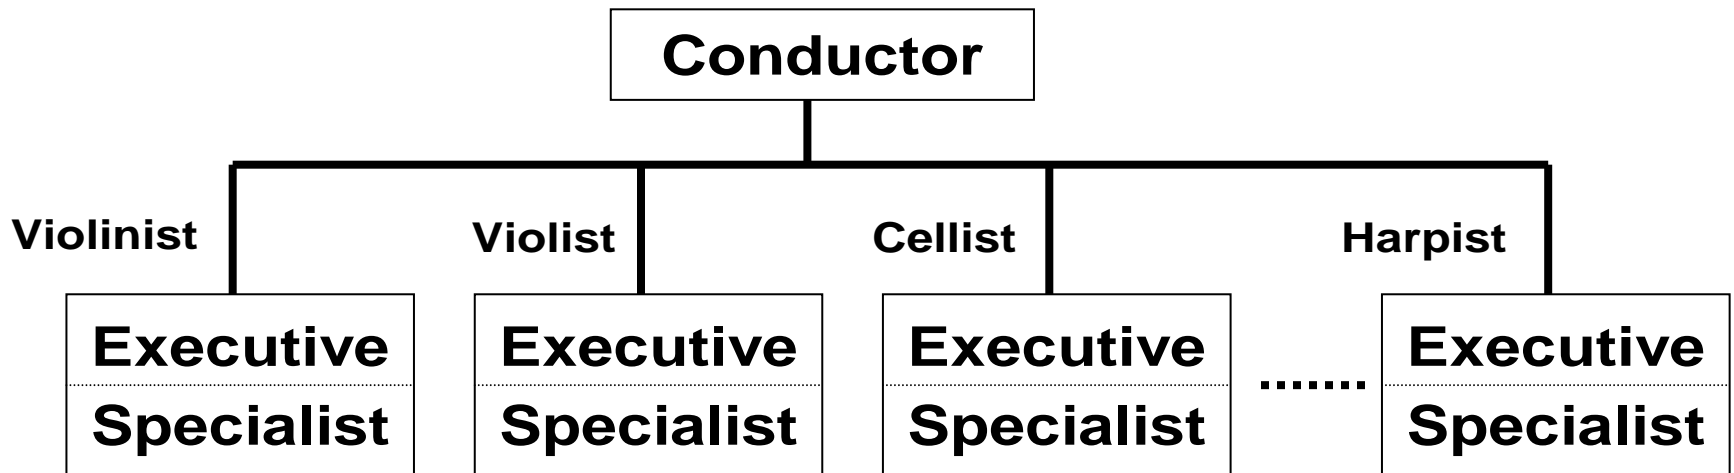 Conductor
Violinist
Violist
Cellist
Harpist
Executive
Specialist
Executive
Specialist
Executive
Specialist
Executive
Specialist